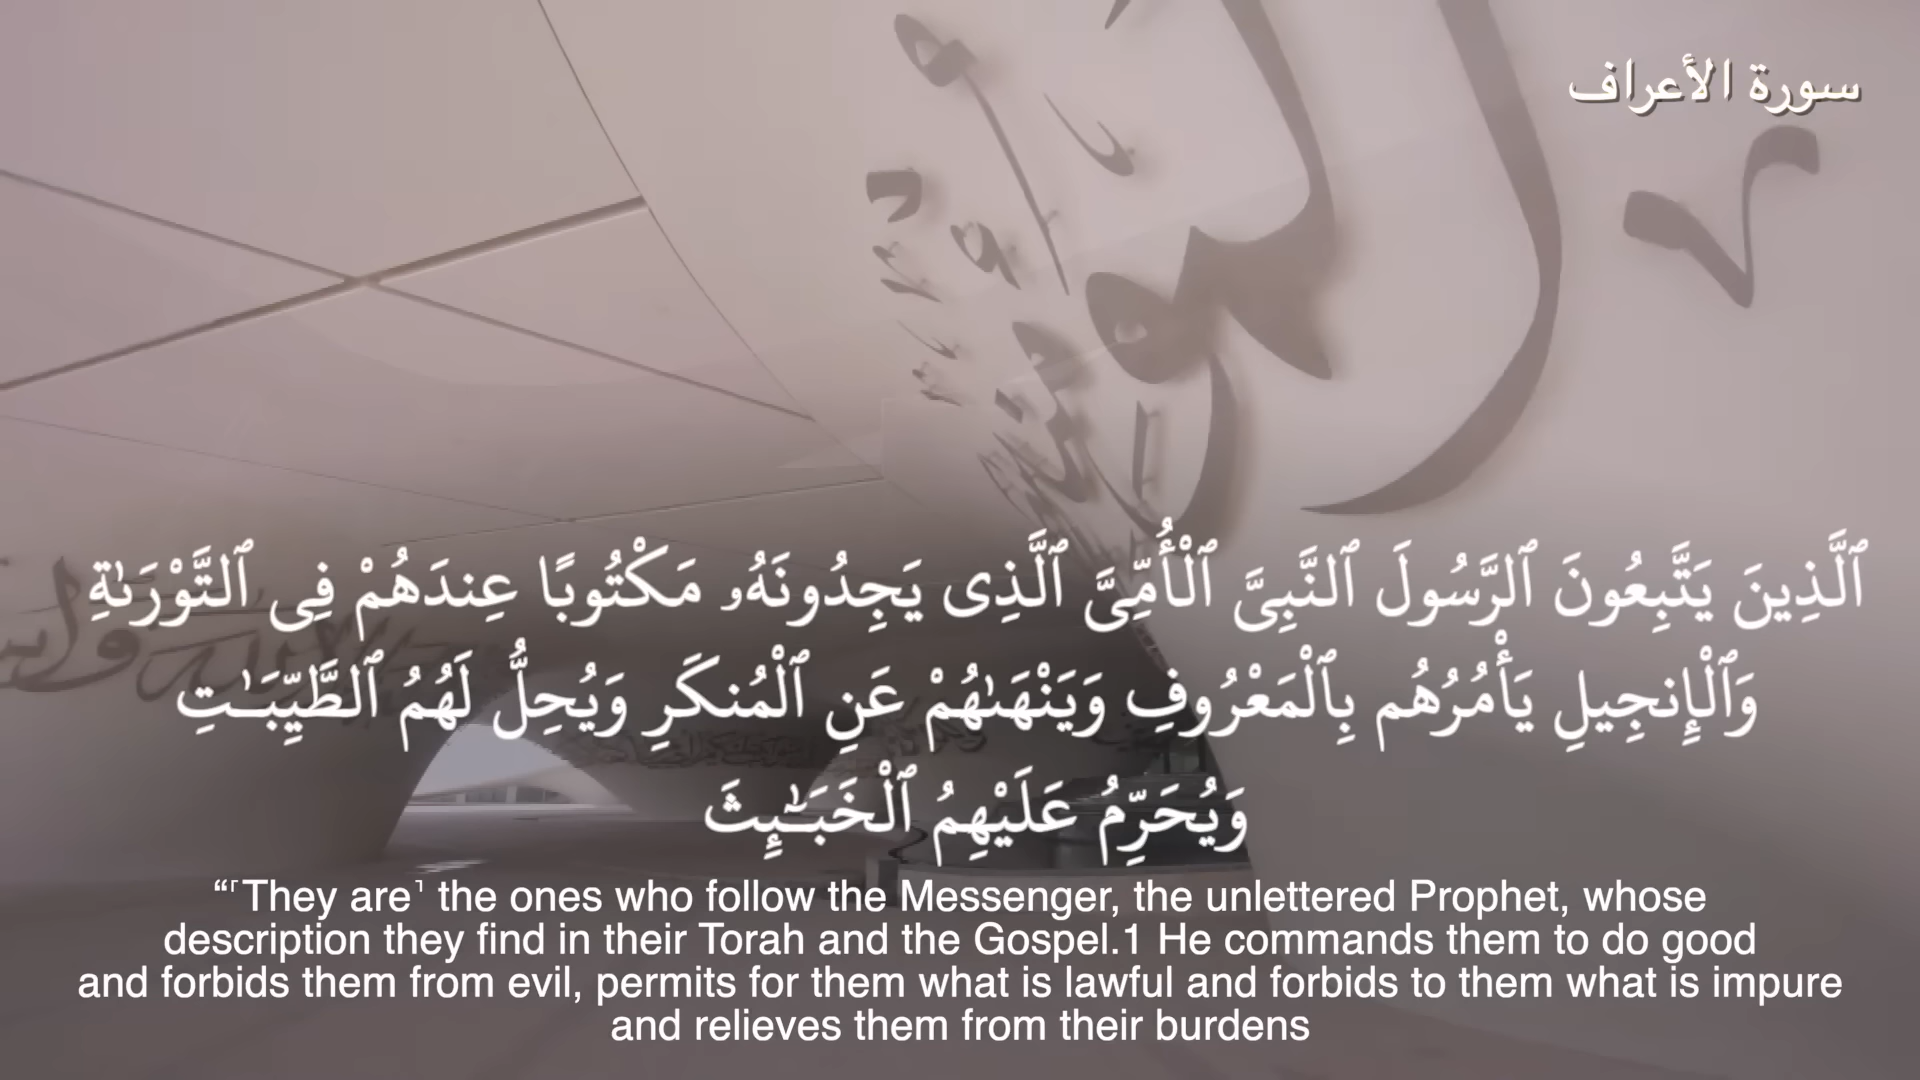 سورة الأعراف
ٱلَّذِينَ يَتَّبِعُونَ ٱلرَّسُولَ ٱلنَّبِىَّ ٱلْأُمِّىَّ ٱلَّذِى يَجِدُونَهُۥ مَكْتُوبًا عِندَهُمْ فِى ٱلتَّوْرَىٰةِ
وَٱلْإِنجِيلِ يَأْمُرُهُم بِٱلْمَعْرُوفِ وَيَنْهَىٰهُمْ عَنِ ٱلْمُنكَرِ وَيُحِلُّ لَهُمُ ٱلطَّيِّبَـٰتِ
وَيُحَرِّمُ عَلَيْهِمُ ٱلْخَبَـٰٓئِثَ
“˹They are˺ the ones who follow the Messenger, the unlettered Prophet, whose
description they find in their Torah and the Gospel.1 He commands them to do good
and forbids them from evil, permits for them what is lawful and forbids to them what is impure
and relieves them from their burdens